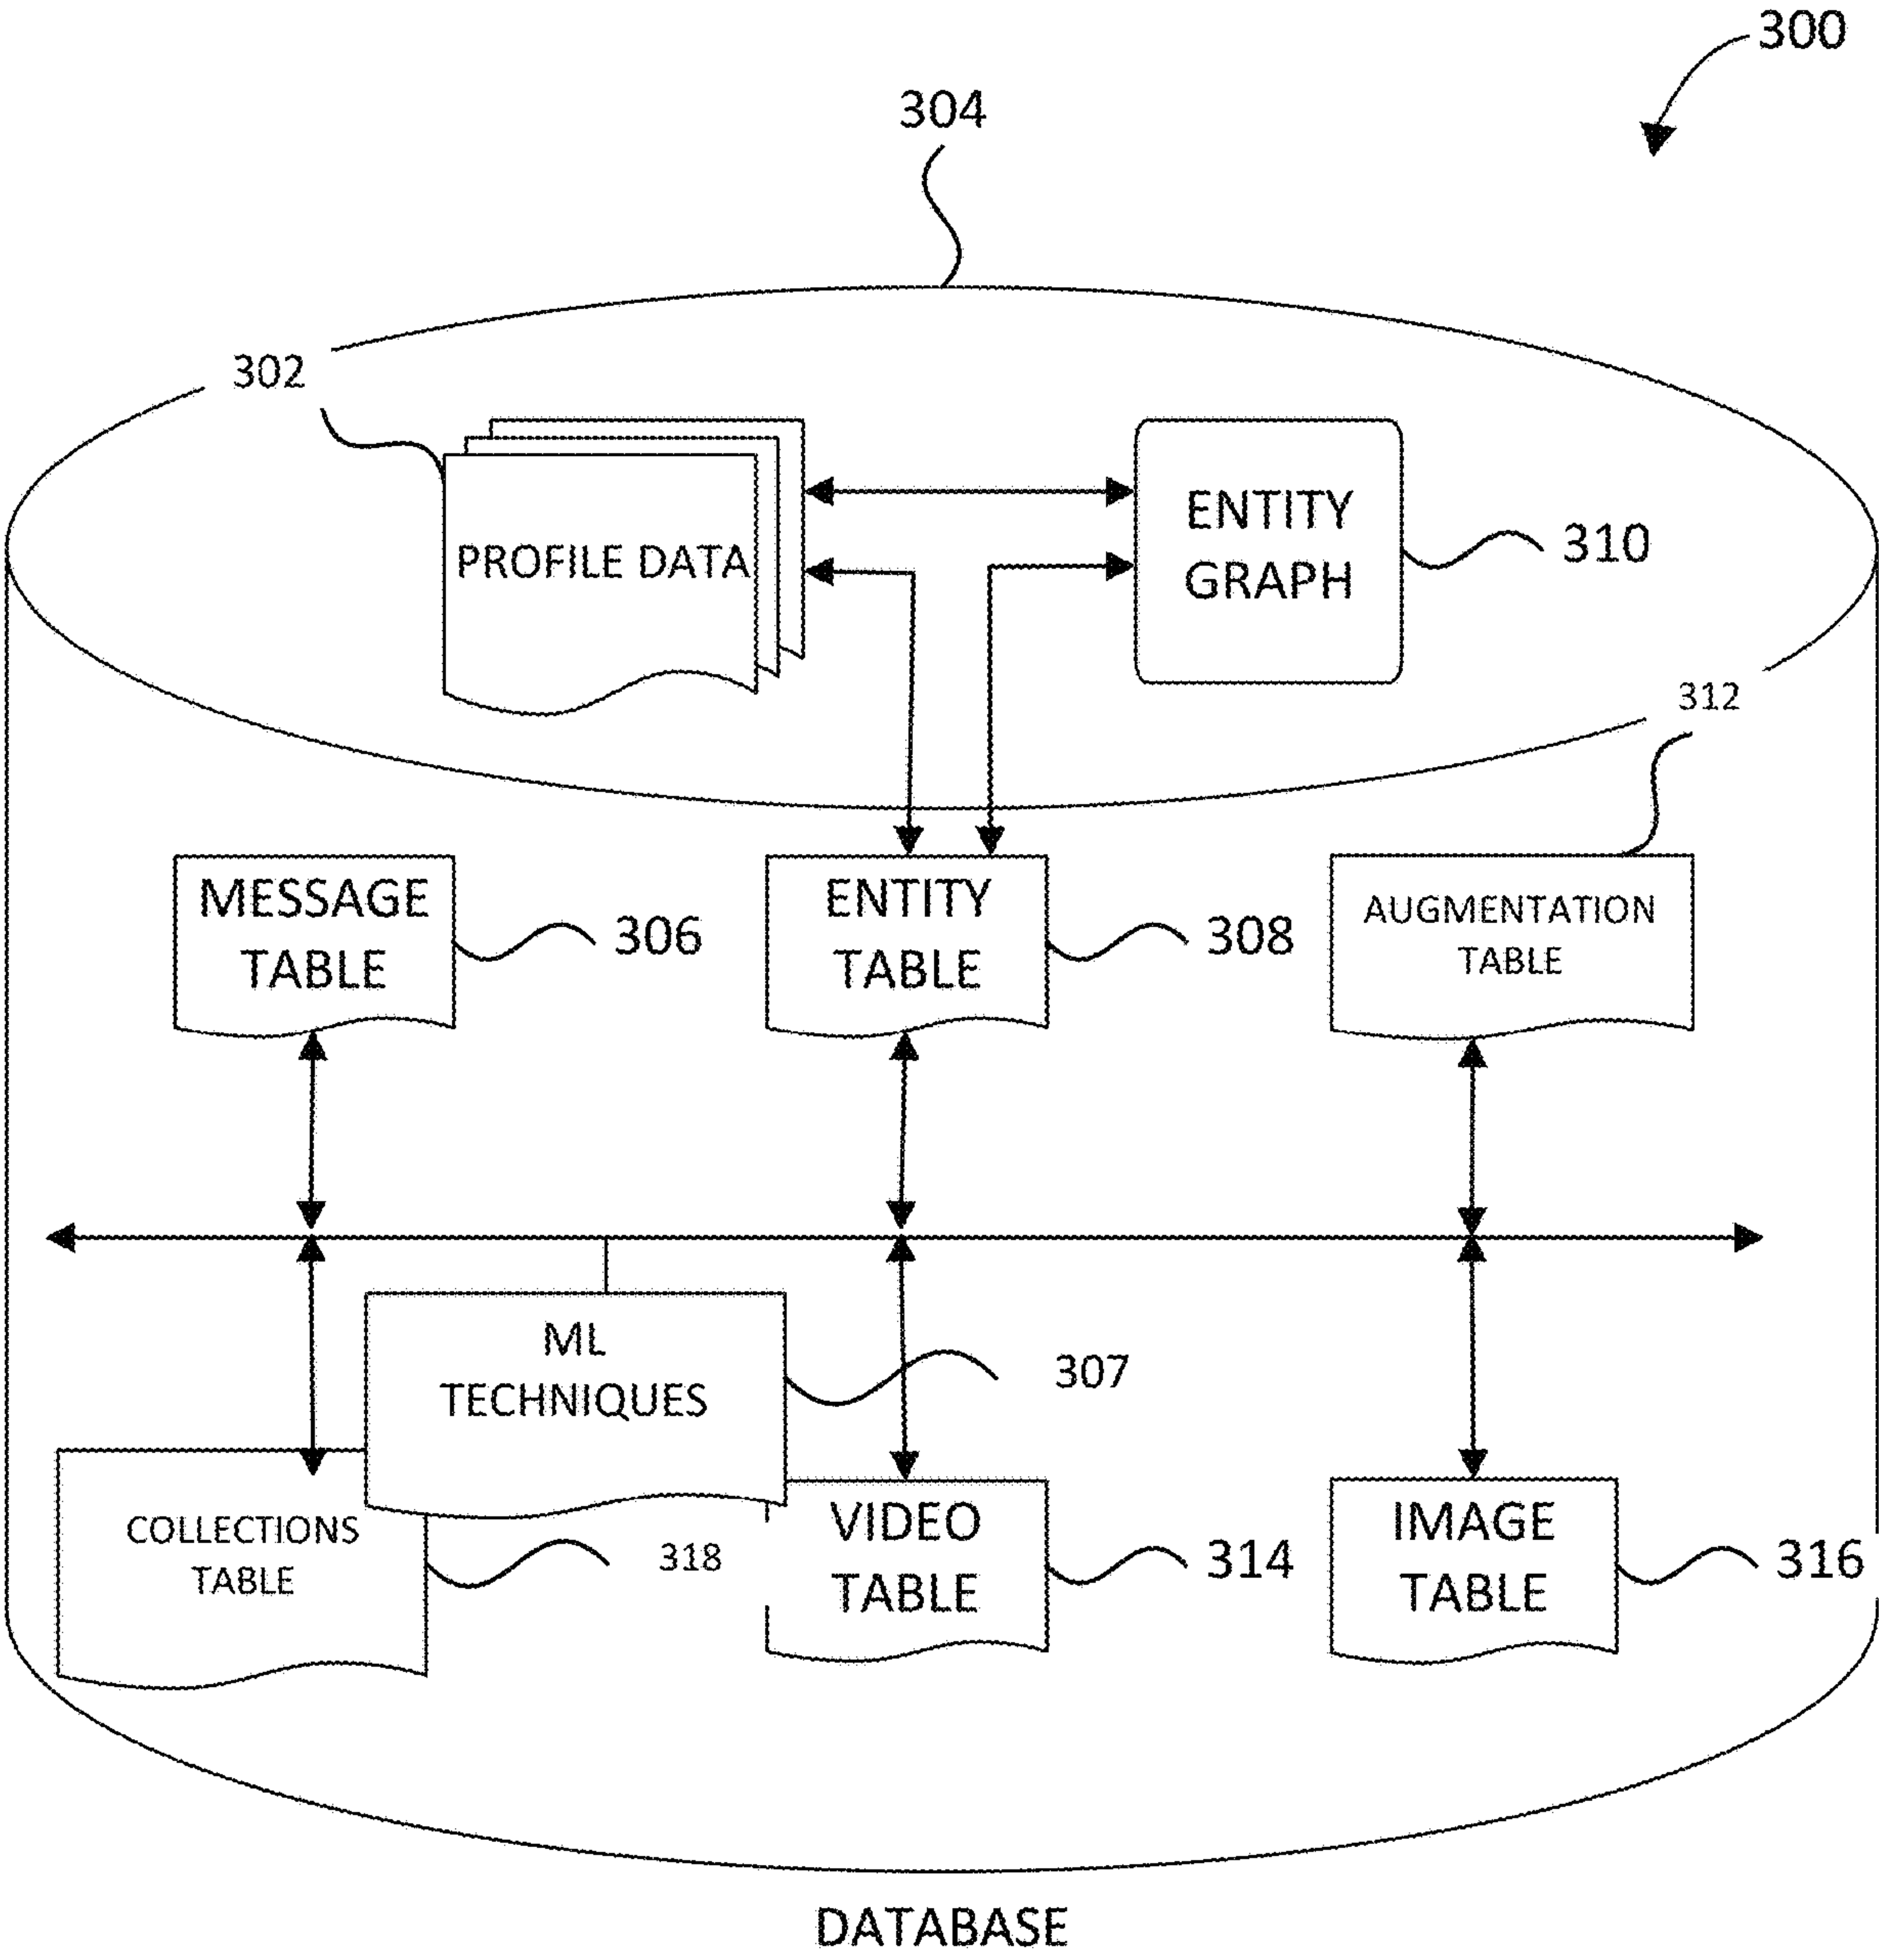 300
304
302
PROFILE DATA
ENTITY
GRAPH
310
312
MESSAGE
TABLE
306
ENTITY
TABLE
308
AUGMENTATION
TABLE
ML
TECHNIQUES
307
COLLECTIONS
TABLE
318
VIDEO
TABLE
314
IMAGE
TABLE
316
DATABASE